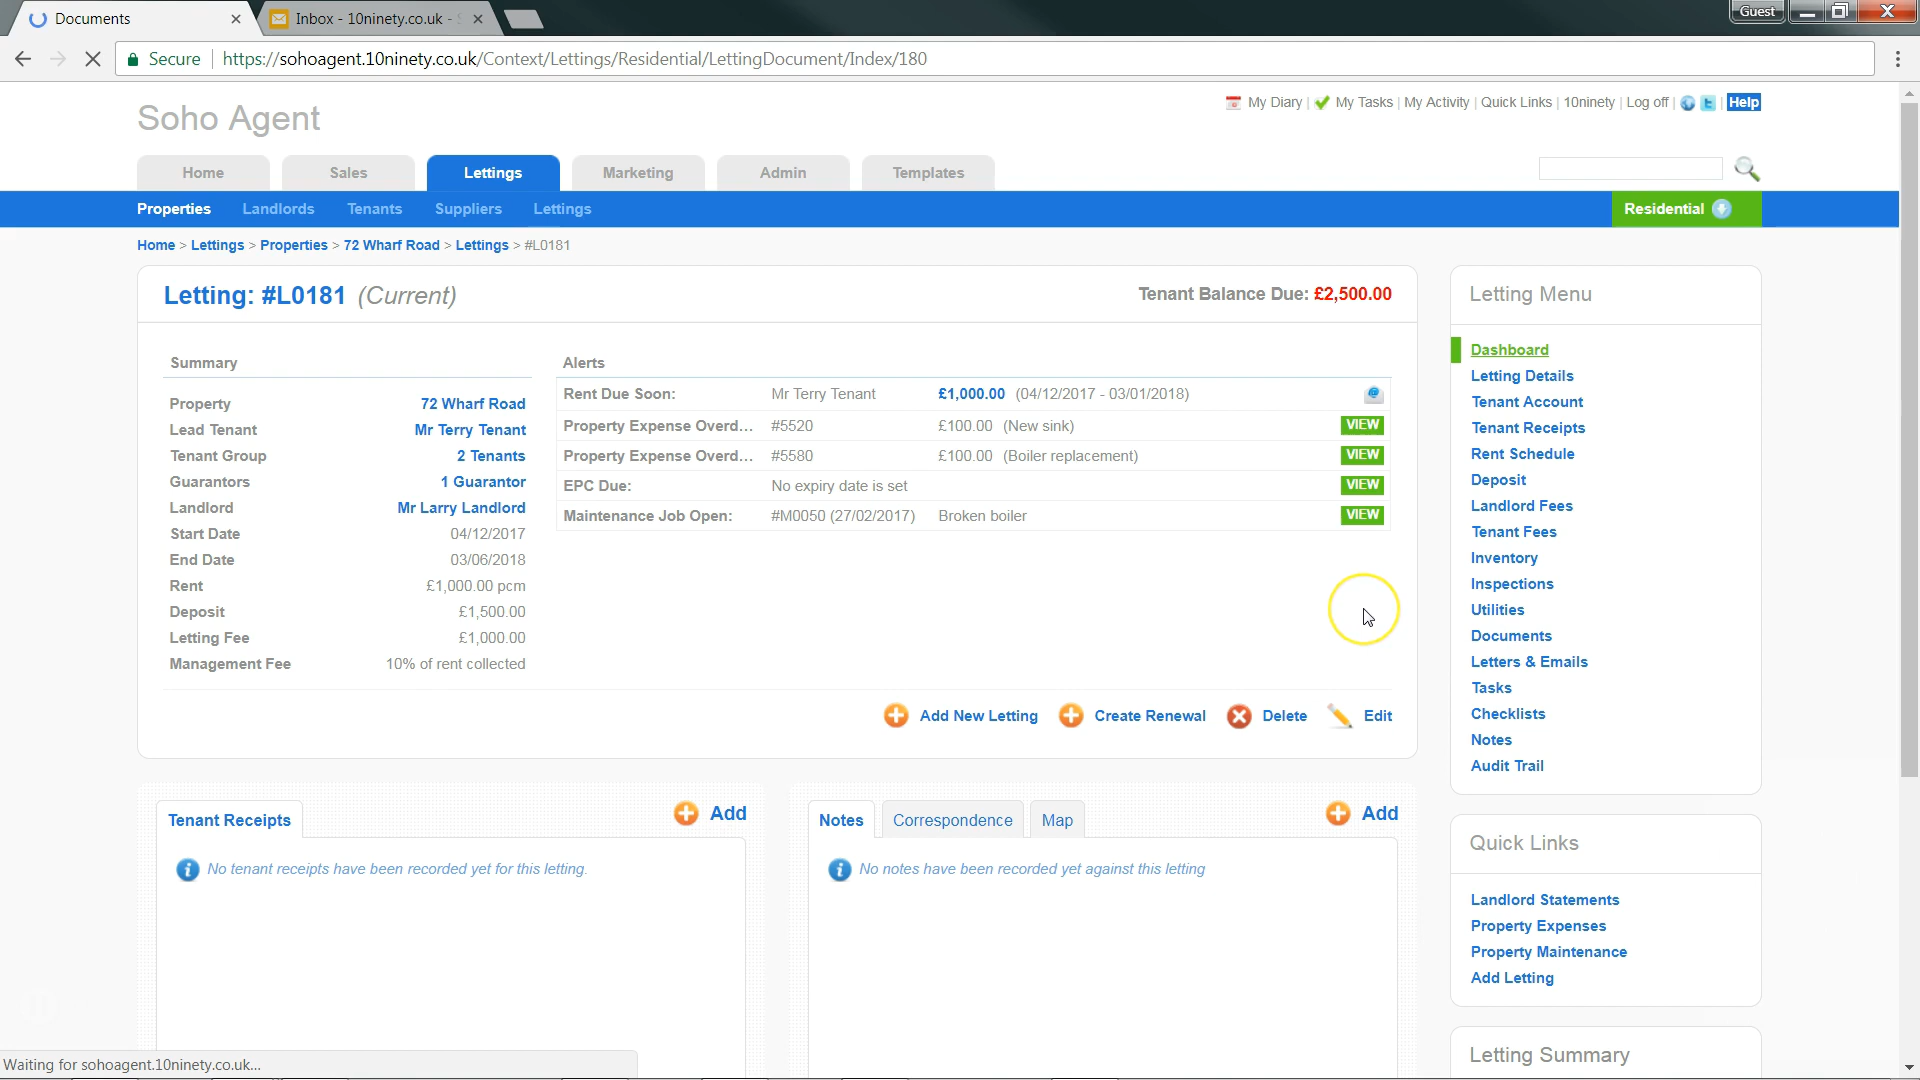 Documents
Inbox - 10ninety.co.uk -
Guest
Secure
https://sohoagent.10ninety.co.uk/Context/Lettings/Residential/LettingDocument/Index/180
Soho Agent
My Diary | My Tasks | My Activity | Quick Links | 10ninety | Log off | Help
Home
Sales
Lettings
Marketing
Admin
Templates
Properties
Landlords
Tenants
Suppliers
Lettings
Residential
Home > Lettings > Properties > 72 Wharf Road > Lettings > #L0181
Letting: #L0181 (Current)
Tenant Balance Due: £2,500.00
Summary
Property 72 Wharf Road
Lead Tenant Mr Terry Tenant
Tenant Group 2 Tenants
Guarantors 1 Guarantor
Landlord Mr Larry Landlord
Start Date 04/12/2017
End Date 03/06/2018
Rent £1,000.00 pcm
Deposit £1,500.00
Letting Fee £1,000.00
Management Fee 10% of rent collected
Alerts
Rent Due Soon: Mr Terry Tenant £1,000.00 (04/12/2017 - 03/01/2018)
Property Expense Overd... #5520 £100.00 (New sink) VIEW
Property Expense Overd... #5580 £100.00 (Boiler replacement) VIEW
EPC Due: No expiry date is set VIEW
Maintenance Job Open: #M0050 (27/02/2017) Broken boiler VIEW
Add New Letting
Create Renewal
Delete
Edit
Tenant Receipts
Add
No tenant receipts have been recorded yet for this letting.
Notes
Correspondence
Map
Add
No notes have been recorded yet against this letting
Letting Menu
Dashboard
Letting Details
Tenant Account
Tenant Receipts
Rent Schedule
Deposit
Landlord Fees
Tenant Fees
Inventory
Inspections
Utilities
Documents
Letters & Emails
Tasks
Checklists
Notes
Audit Trail
Quick Links
Landlord Statements
Property Expenses
Property Maintenance
Add Letting
Letting Summary
Waiting for sohoagent.10ninety.co.uk...